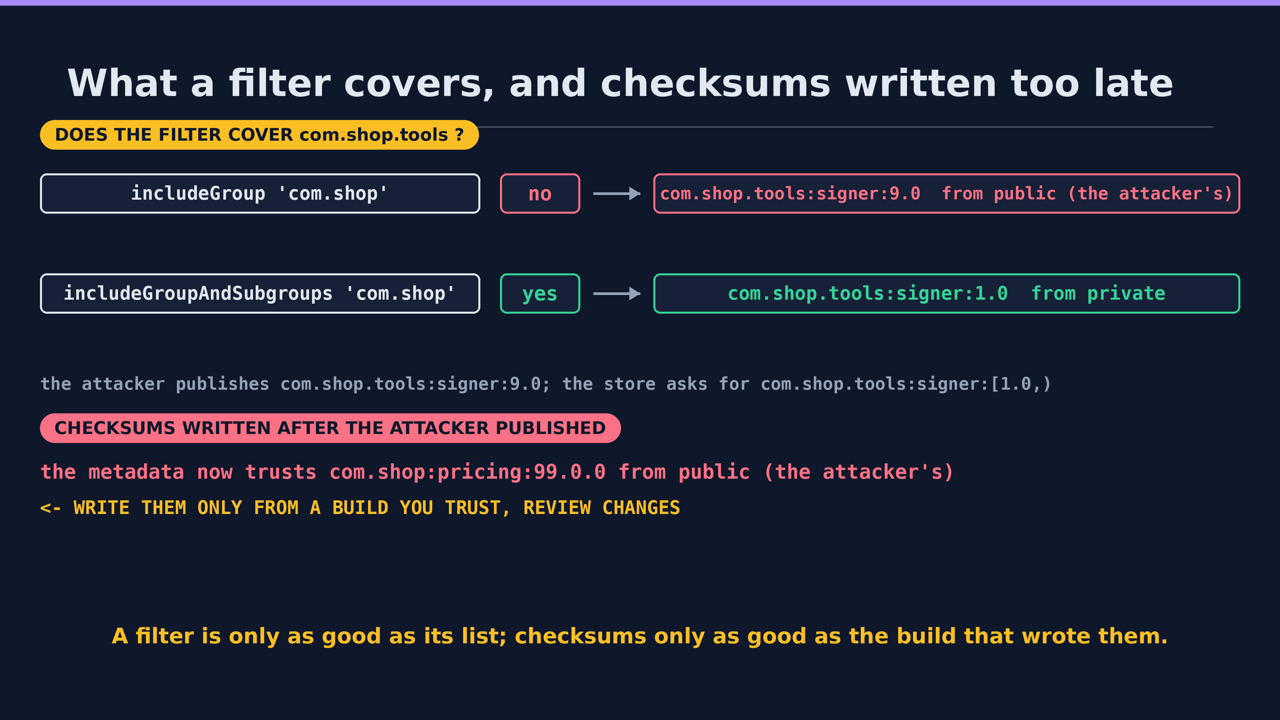 What a filter covers, and checksums written too late
DOES THE FILTER COVER com.shop.tools ?
includeGroup 'com.shop'
no
com.shop.tools:signer:9.0  from public (the attacker's)
includeGroupAndSubgroups 'com.shop'
yes
com.shop.tools:signer:1.0  from private
the attacker publishes com.shop.tools:signer:9.0; the store asks for com.shop.tools:signer:[1.0,)
CHECKSUMS WRITTEN AFTER THE ATTACKER PUBLISHED
the metadata now trusts com.shop:pricing:99.0.0 from public (the attacker's)
<- WRITE THEM ONLY FROM A BUILD YOU TRUST, REVIEW CHANGES
A filter is only as good as its list; checksums only as good as the build that wrote them.